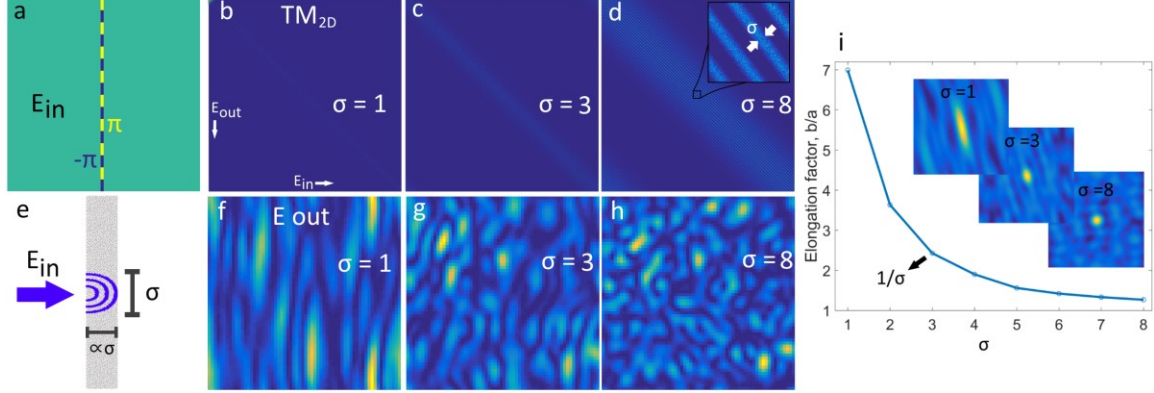 a
E_in
π
-π
b
TM_2D
E_out
E_in
σ = 1
c
σ = 3
d
σ
σ = 8
e
E_in
σ
∝σ
f
E out
σ = 1
g
σ = 3
h
σ = 8
i
Elongation factor, b/a
7
6
5
4
3
2
1
σ =1
σ =3
σ =8
1/σ
1 2 3 4 5 6 7 8
σ